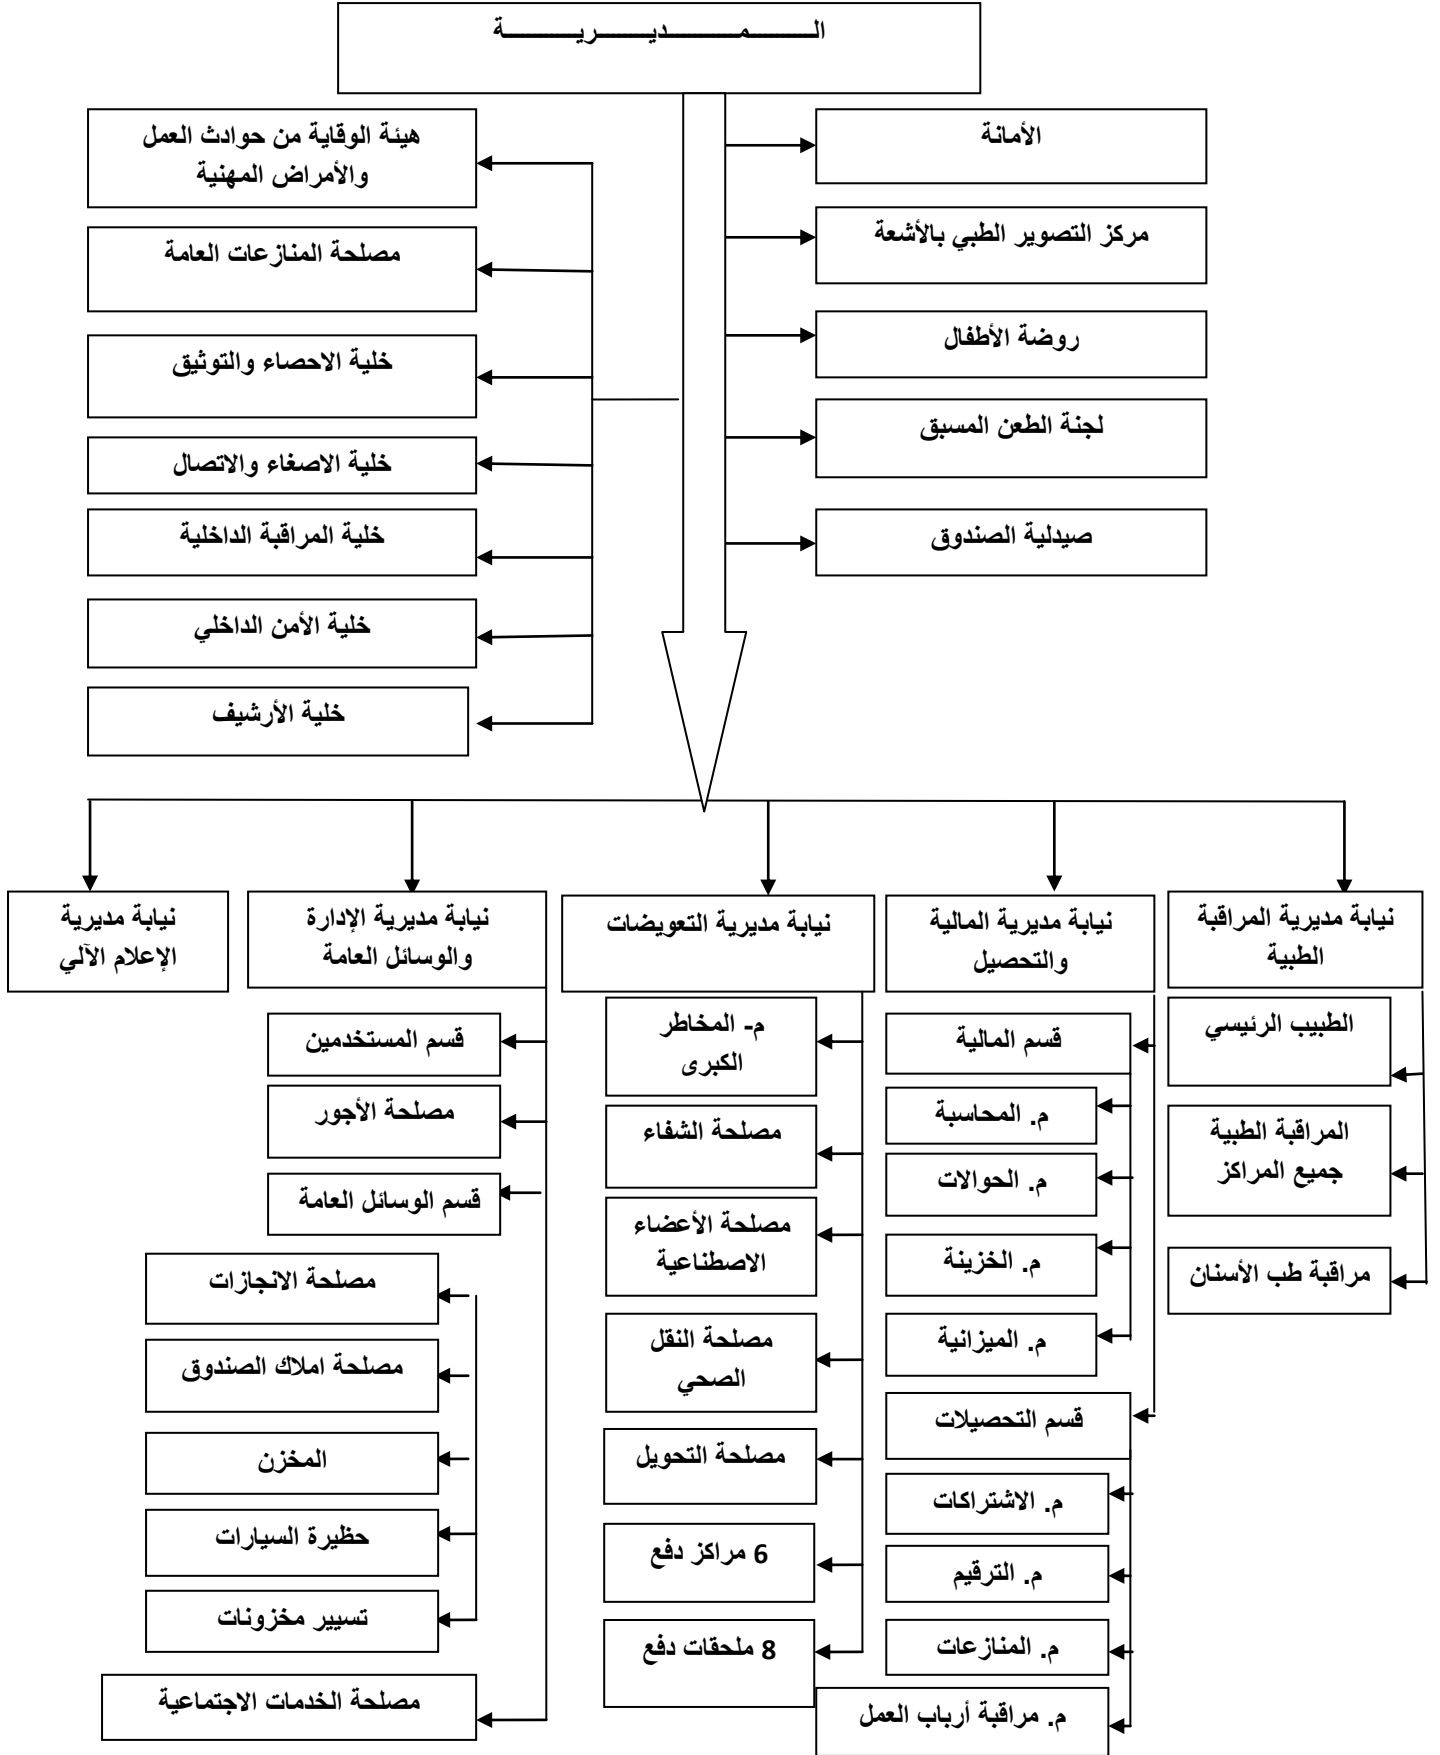 الـمـديـريـة
الأمانة
مركز التصوير الطبي بالأشعة
روضة الأطفال
لجنة الطعن المسبق
صيدلية الصندوق
هيئة الوقاية من حوادث العمل
والأمراض المهنية
مصلحة المنازعات العامة
خلية الاحصاء والتوثيق
خلية الاصغاء والاتصال
خلية المراقبة الداخلية
خلية الأمن الداخلي
خلية الأرشيف
نيابة مديرية المراقبة
الطبية
الطبيب الرئيسي
المراقبة الطبية
جميع المراكز
مراقبة طب الأسنان
نيابة مديرية المالية
والتحصيل
قسم المالية
م. المحاسبة
م. الحوالات
م. الخزينة
م. الميزانية
قسم التحصيلات
م. الاشتراكات
م. الترقيم
م. المنازعات
م. مراقبة أرباب العمل
نيابة مديرية التعويضات
م- المخاطر
الكبرى
مصلحة الشفاء
مصلحة الأعضاء
الاصطناعية
مصلحة النقل
الصحي
مصلحة التحويل
6 مراكز دفع
8 ملحقات دفع
نيابة مديرية الإدارة
والوسائل العامة
قسم المستخدمين
مصلحة الأجور
قسم الوسائل العامة
مصلحة الانجازات
مصلحة املاك الصندوق
المخزن
حظيرة السيارات
تسيير مخزونات
مصلحة الخدمات الاجتماعية
نيابة مديرية
الإعلام الآلي